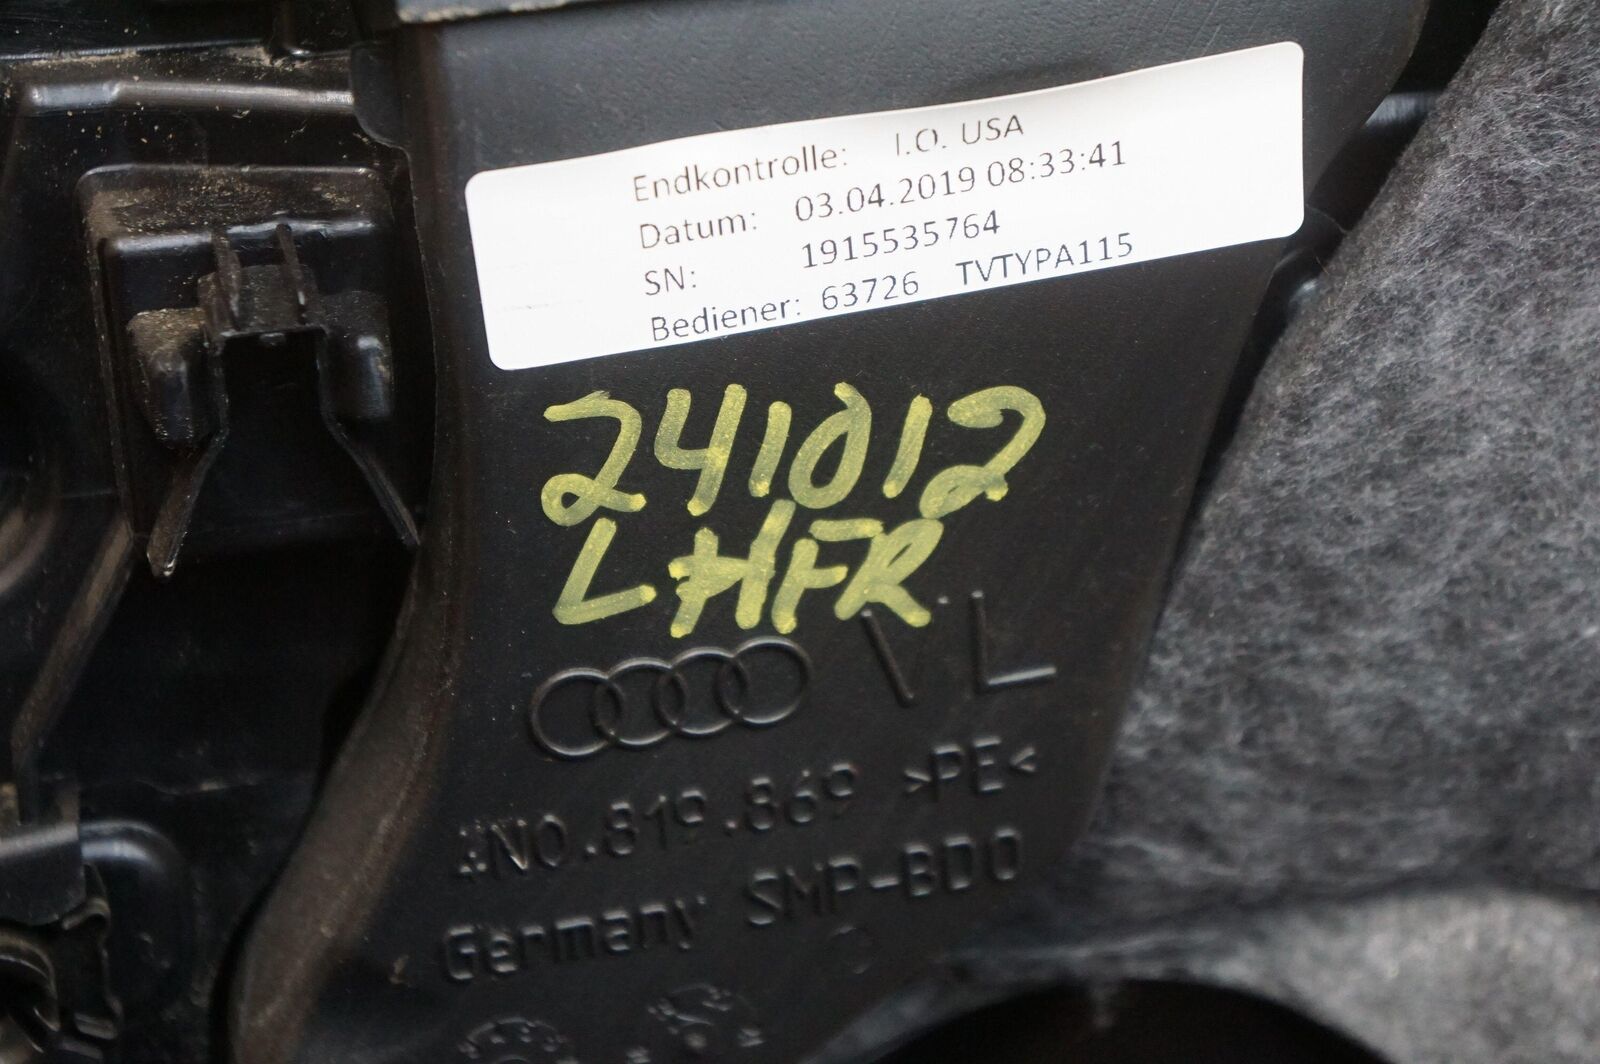 Endkontrolle: I.O. USA
Datum: 03.04.2019 08:33:41
SN: 1915535764
Bediener: 63726 TVTYPA115
241012
LHFR
VL
4N0.819.869 >PE<
Germany SMP-BDO